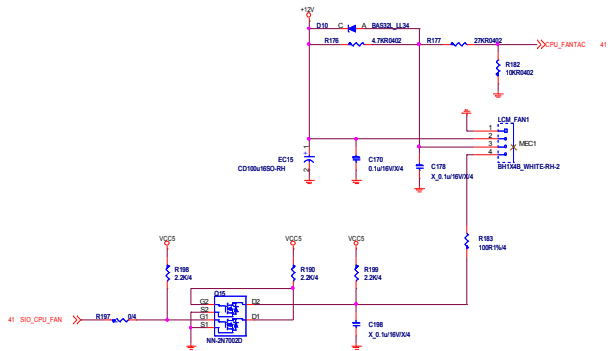 +12V
D10 C A BAS32L_LL34
R176 4.7KR0402 R177 27KR0402
CPU_FANTAC 41
R182
10KR0402
LCM_FAN1
1
2
3
4
MEC1
BH1X4B_WHITE-RH-2
EC15
CD100u16SO-RH
+ 1
2
C170
0.1u/16V/X/4
C178
X_0.1u/16V/X/4
R183
100R1%/4
VCC5 VCC5 VCC5
R198
2.2K/4
R190
2.2K/4
R199
2.2K/4
Q15
G2 D2
S2
G1 D1
S1
NN-2N7002D
41 SIO_CPU_FAN R197 0/4
C198
X_0.1u/16V/X/4